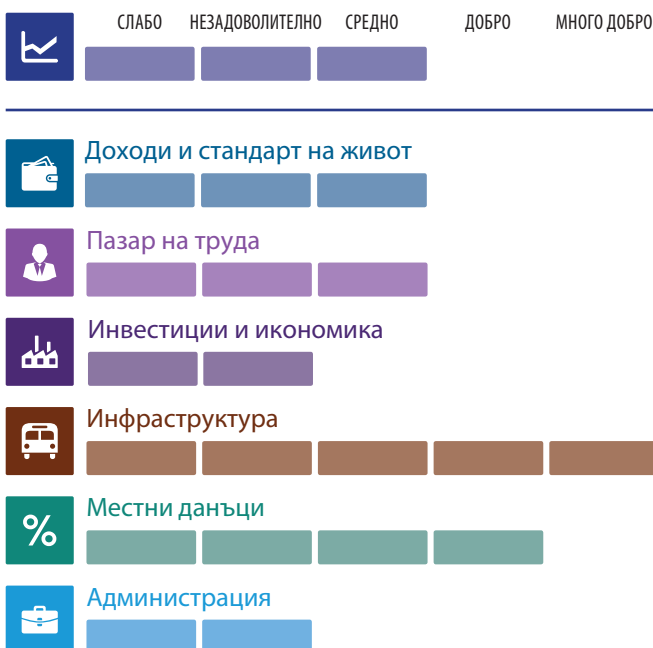 СЛАБО НЕЗАДОВОЛИТЕЛНО СРЕДНО ДОБРО МНОГО ДОБРО
Доходи и стандарт на живот
Пазар на труда
Инвестиции и икономика
Инфраструктура
Местни данъци
%
Администрация